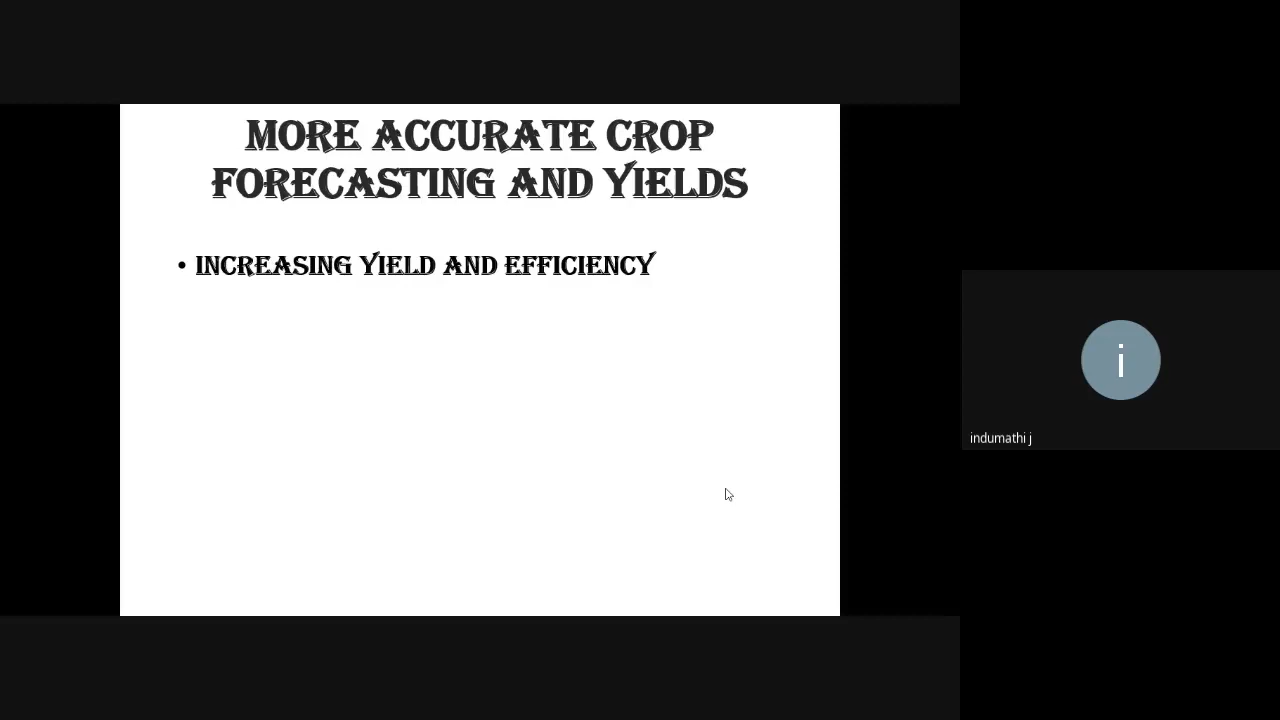 MORE ACCURATE CROP
FORECASTING AND YIELDS
• INCREASING YIELD AND EFFICIENCY
i
indumathi j